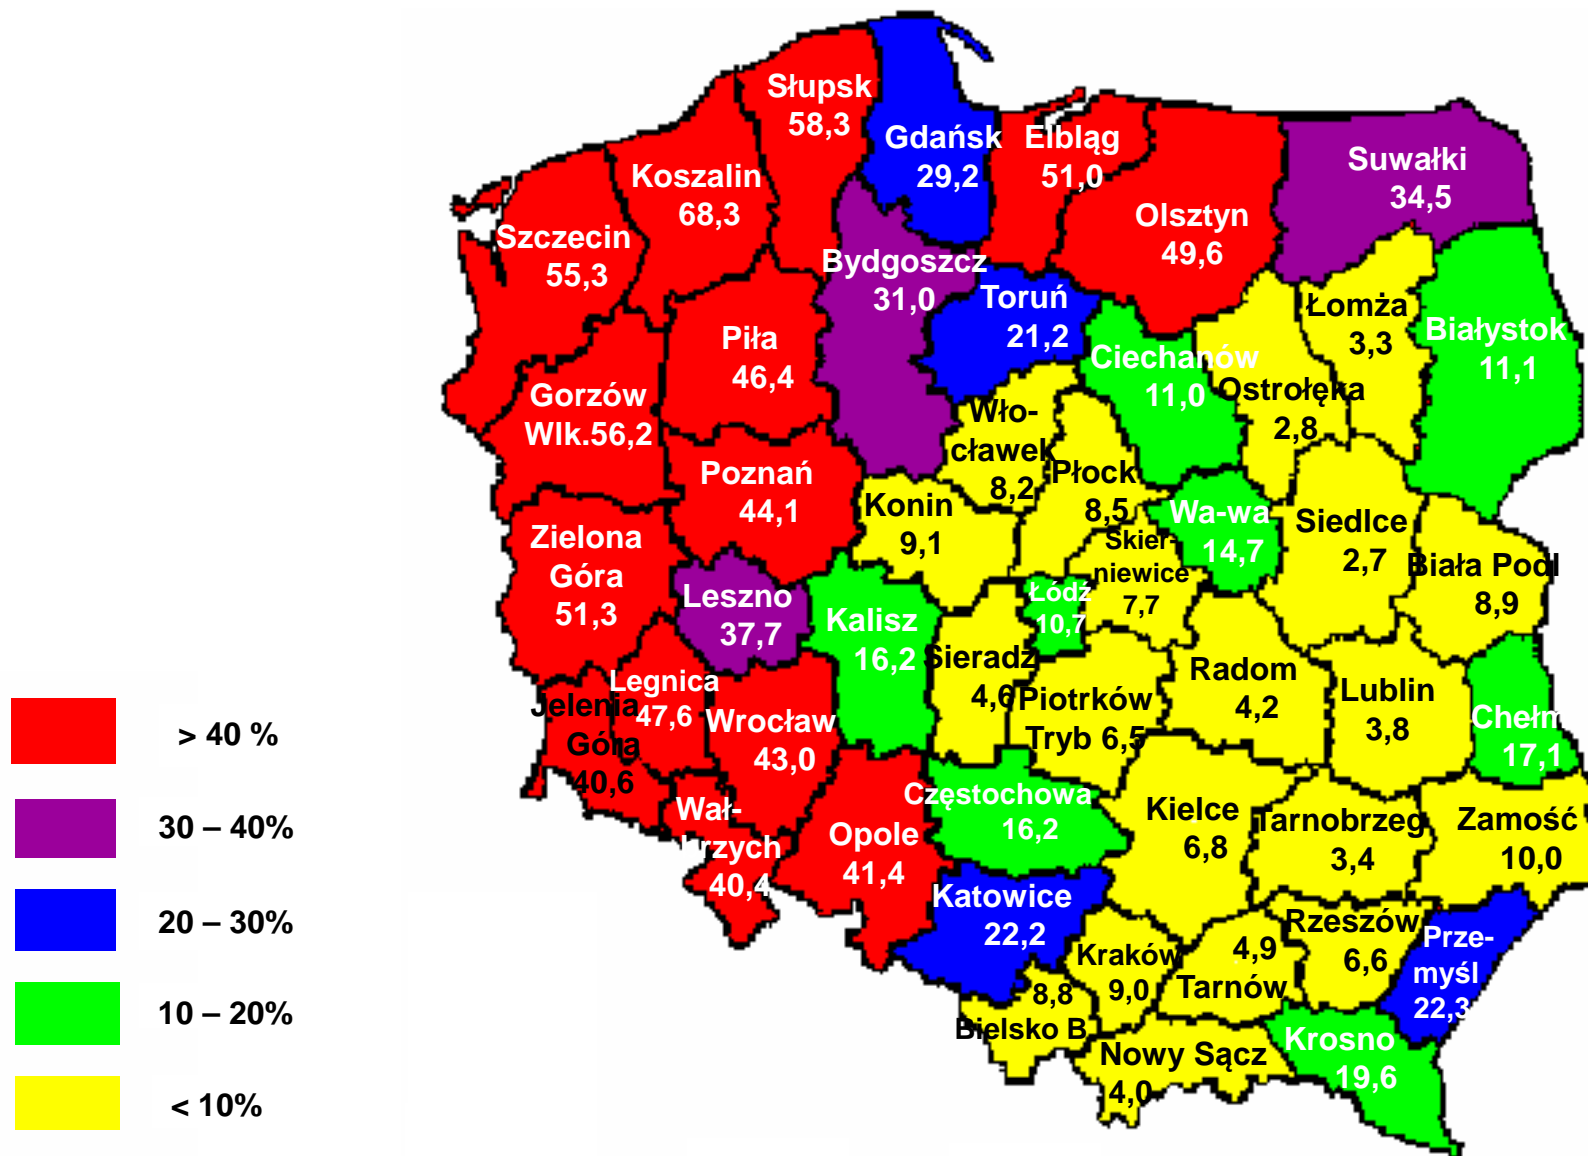 Słupsk
58,3
Gdańsk
29,2
Elbląg
51,0
Suwałki
34,5
Koszalin
68,3
Olsztyn
49,6
Szczecin
55,3
Bydgoszcz
31,0
Toruń
21,2
Łomża
3,3
Białystok
11,1
Piła
46,4
Ciechanów
11,0
Ostrołęka
2,8
Gorzów
Wlk.56,2
Wło-
cławek
8,2
Płock
8,5
Poznań
44,1
Konin
9,1
Wa-wa
14,7
Siedlce
2,7
Skier-
niewice
7,7
Biała Podl
8,9
Zielona
Góra
51,3
Leszno
37,7
Łódź
10,7
Kalisz
16,2
Sieradz
4,6
Radom
4,2
Lublin
3,8
Legnica
47,6
Piotrków
Tryb 6,5
Chełm
17,1
Jelenia
Góra
40,6
Wrocław
43,0
> 40 %
Częstochowa
16,2
Kielce
6,8
Tarnobrzeg
3,4
Zamość
10,0
Wał-
brzych
40,4
Opole
41,4
30 – 40%
Katowice
22,2
20 – 30%
Kraków
9,0
4,9
Tarnów
Rzeszów
6,6
Prze-
myśl
22,3
8,8
Bielsko B
10 – 20%
Nowy Sącz
4,0
Krosno
19,6
< 10%